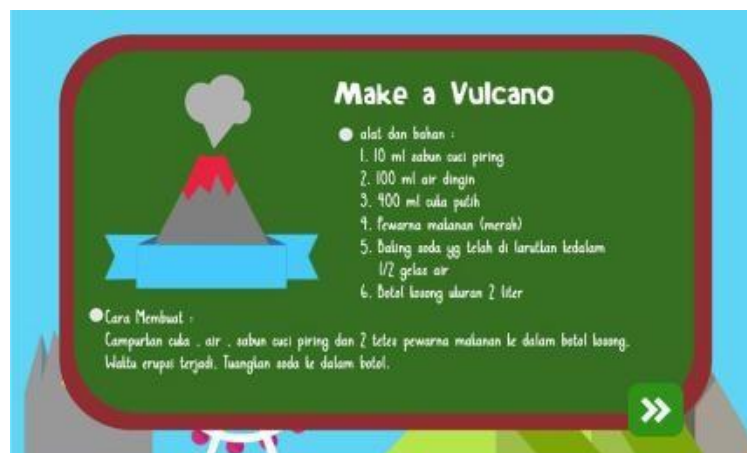 Make a Vulcano
alat dan bahan :
1. 10 ml sabun cuci piring
2. 100 ml air dingin
3. 400 ml cuka putih
4. Pewarna makanan (merah)
5. Baking soda yg telah di larutkan kedalam
1/2 gelas air
6. Botol kosong ukuran 2 liter
Cara Membuat :
Campurkan cuka , air , sabun cuci piring dan 2 tetes pewarna makanan ke dalam botol kosong.
Waktu erupsi terjadi. Tuangkan soda ke dalam botol.